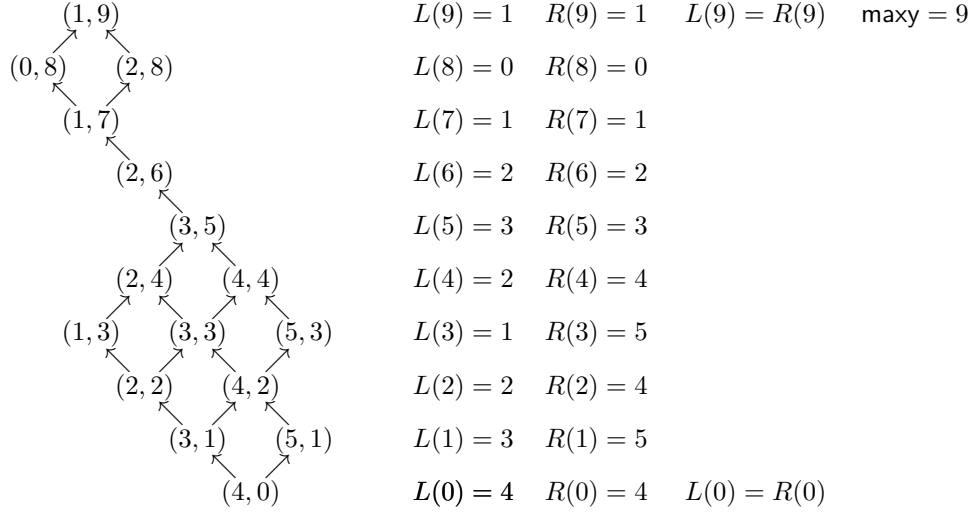 (1, 9) L(9) = 1 R(9) = 1 L(9) = R(9) maxy = 9
(0, 8) (2, 8) L(8) = 0 R(8) = 0
(1, 7) L(7) = 1 R(7) = 1
(2, 6) L(6) = 2 R(6) = 2
(3, 5) L(5) = 3 R(5) = 3
(2, 4) (4, 4) L(4) = 2 R(4) = 4
(1, 3) (3, 3) (5, 3) L(3) = 1 R(3) = 5
(2, 2) (4, 2) L(2) = 2 R(2) = 4
(3, 1) (5, 1) L(1) = 3 R(1) = 5
(4, 0) L(0) = 4 R(0) = 4 L(0) = R(0)